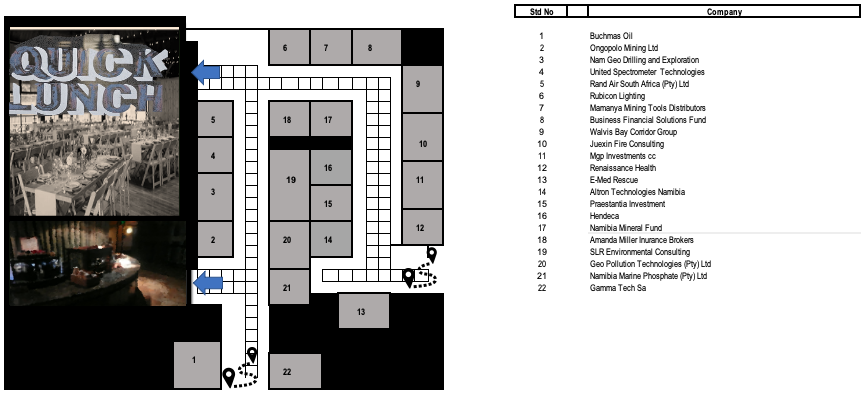 QUICK
LUNCH
6
7
8
9
5
18
17
4
10
16
19
11
3
15
12
2
20
14
21
13
1
22
Std No Company
1 Buchmas Oil
2 Ongopolo Mining Ltd
3 Nam Geo Drilling and Exploration
4 United Spectrometer Technologies
5 Rand Air South Africa (Pty) Ltd
6 Rubicon Lighting
7 Mamanya Mining Tools Distributors
8 Business Financial Solutions Fund
9 Walvis Bay Corridor Group
10 Juexin Fire Consulting
11 Mgp Investments cc
12 Renaissance Health
13 E-Med Rescue
14 Altron Technologies Namibia
15 Praestantia Investment
16 Hendeca
17 Namibia Mineral Fund
18 Amanda Miller Inurance Brokers
19 SLR Environmental Consulting
20 Geo Pollution Technologies (Pty) Ltd
21 Namibia Marine Phosphate (Pty) Ltd
22 Gamma Tech Sa